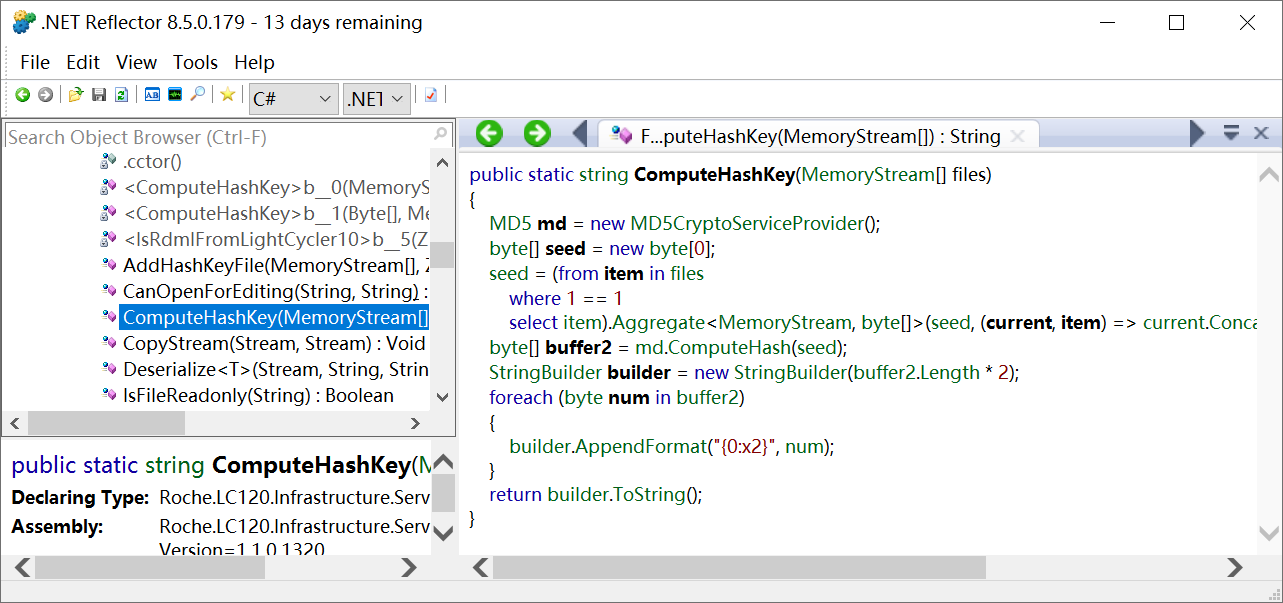 .NET Reflector 8.5.0.179 - 13 days remaining
File Edit View Tools Help
C# .NET
Search Object Browser (Ctrl-F)
.cctor()
<ComputeHashKey>b__0(MemoryS
<ComputeHashKey>b__1(Byte[], Me
<IsRdmlFromLightCycler10>b__5(Z
AddHashKeyFile(MemoryStream[], Z
CanOpenForEditing(String, String) :
ComputeHashKey(MemoryStream[]
CopyStream(Stream, Stream) : Void
Deserialize<T>(Stream, String, Strin
IsFileReadonly(String) : Boolean
public static string ComputeHashKey(M
Declaring Type: Roche.LC120.Infrastructure.Serv
Assembly: Roche.LC120.Infrastructure.Serv
Version=1.1.0.1320
F...puteHashKey(MemoryStream[]) : String
public static string ComputeHashKey(MemoryStream[] files)
{
MD5 md = new MD5CryptoServiceProvider();
byte[] seed = new byte[0];
seed = (from item in files
where 1 == 1
select item).Aggregate<MemoryStream, byte[]>(seed, (current, item) => current.Conca
byte[] buffer2 = md.ComputeHash(seed);
StringBuilder builder = new StringBuilder(buffer2.Length * 2);
foreach (byte num in buffer2)
{
builder.AppendFormat("{0:x2}", num);
}
return builder.ToString();
}